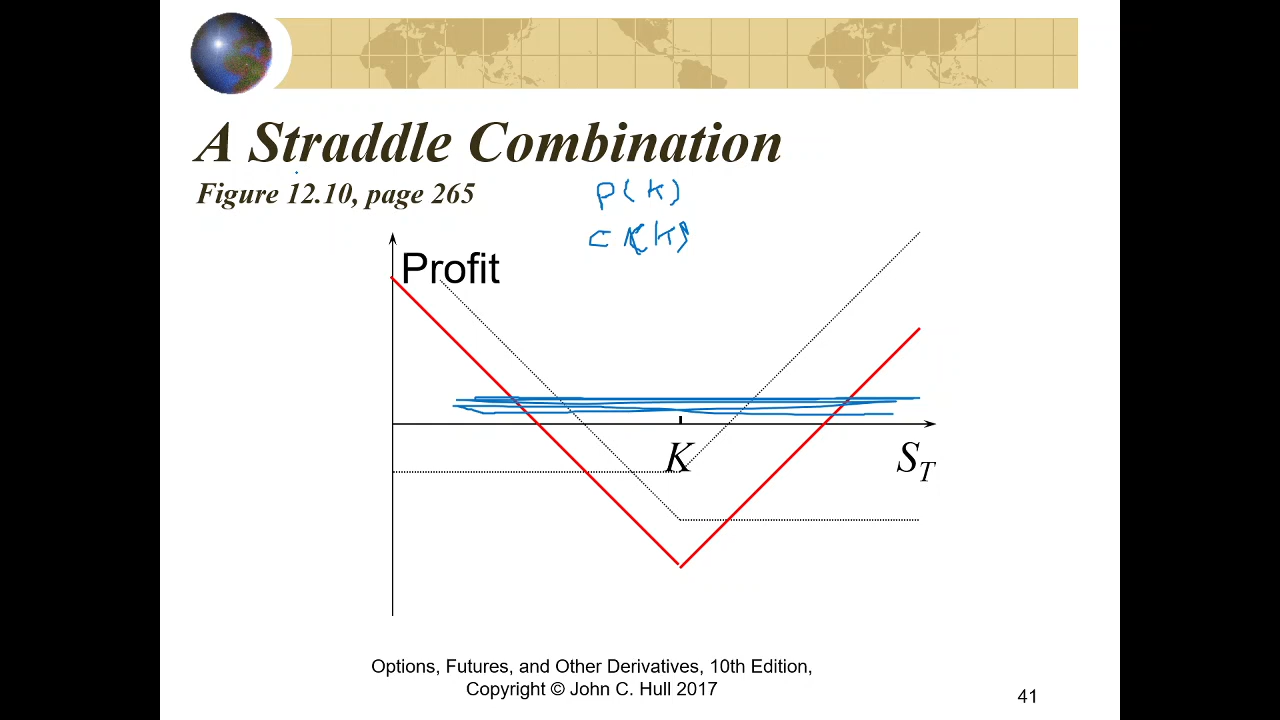 A Straddle Combination
Figure 12.10, page 265
P(K)
C (K)
Profit
K
S_T
Options, Futures, and Other Derivatives, 10th Edition,
Copyright © John C. Hull 2017
41